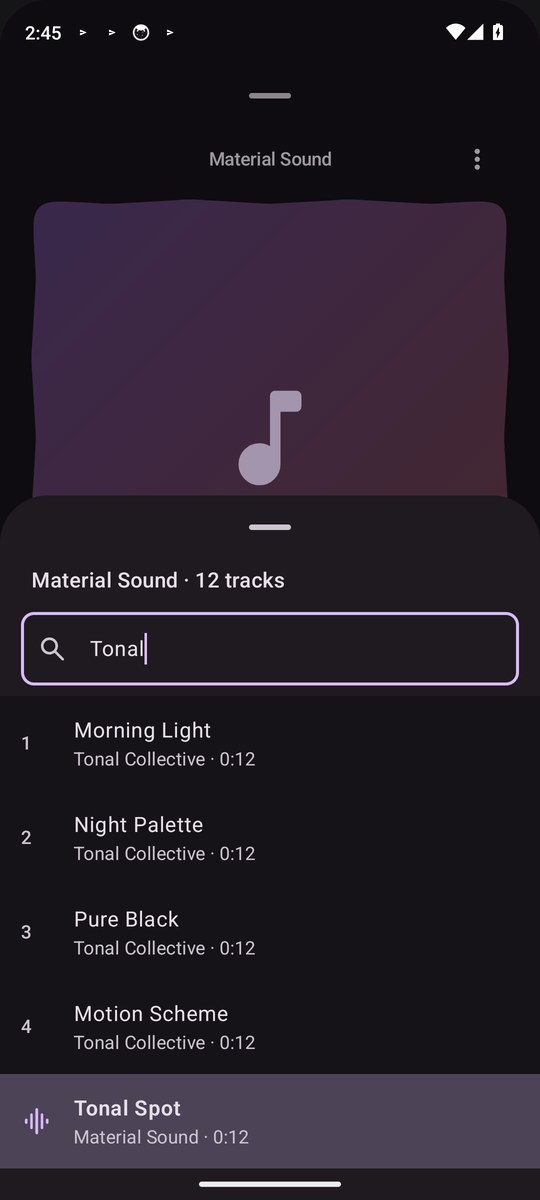 2:45
Material Sound
Material Sound · 12 tracks
Tonal
1
Morning Light
Tonal Collective · 0:12
2
Night Palette
Tonal Collective · 0:12
3
Pure Black
Tonal Collective · 0:12
4
Motion Scheme
Tonal Collective · 0:12
Tonal Spot
Material Sound · 0:12